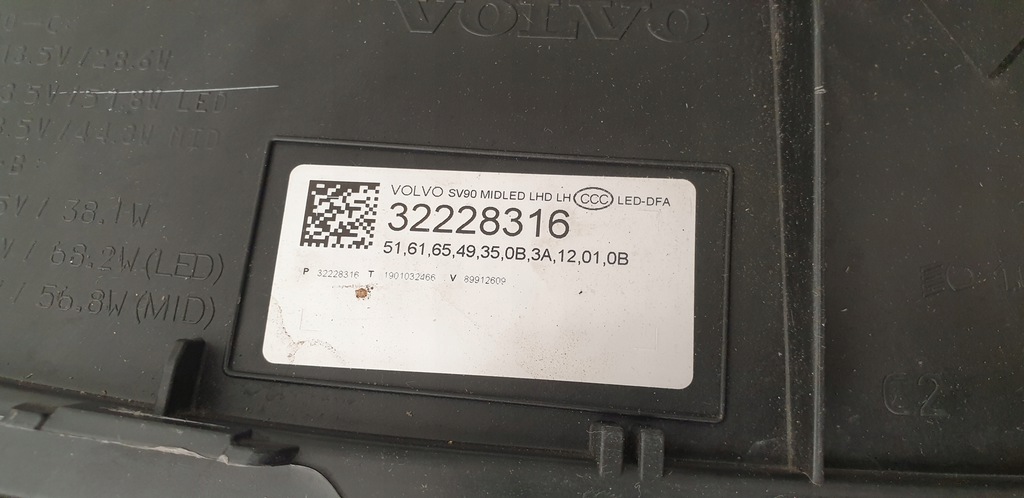 VOLVO
13.5V/28.6W
VOLVO SV90 MIDLED LHD LH CCC LED-DFA
32228316
51,61,65,49,35,0B,3A,12,01,0B
P 32228316 T 1901032466 V 89912609
/ 38.1W
/ 68.2W(LED)
/ 56.8W(MID)
C2